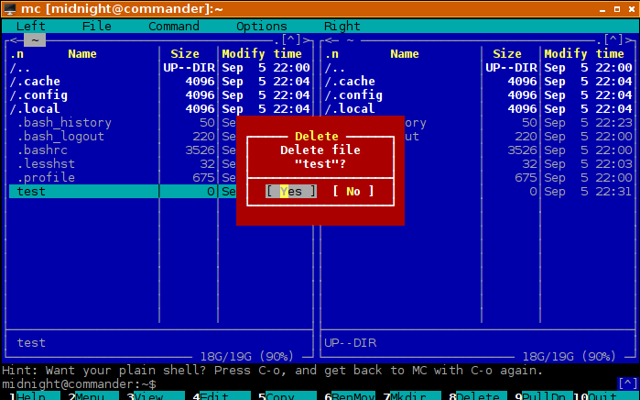 mc [midnight@commander]:~
Left File Command Options Right
<─ ~ .[^]> <─ ~ .[^]>
.n Name Size Modify time .n Name Size Modify time
/.. UP--DIR Sep 5 22:00 /.. UP--DIR Sep 5 22:00
/.cache 4096 Sep 5 22:04 /.cache 4096 Sep 5 22:04
/.config 4096 Sep 5 22:04 /.config 4096 Sep 5 22:04
/.local 4096 Sep 5 22:04 /.local 4096 Sep 5 22:04
.bash_history 50 Se ory 50 Sep 5 22:23
.bash_logout 220 Se ut 220 Sep 5 22:00
.bashrc 3526 Se 3526 Sep 5 22:00
.lesshst 32 Se 32 Sep 5 22:03
.profile 675 Se 675 Sep 5 22:00
test 0 Se 0 Sep 5 22:31
Delete
Delete file
"test"?
[ Yes ] [ No ]
test UP--DIR
18G/19G (90%) 18G/19G (90%)
Hint: Want your plain shell? Press C-o, and get back to MC with C-o again.
midnight@commander:~$ [^]
1Help 2Menu 3View 4Edit 5Copy 6RenMov 7Mkdir 8Delete 9PullDn 10Quit